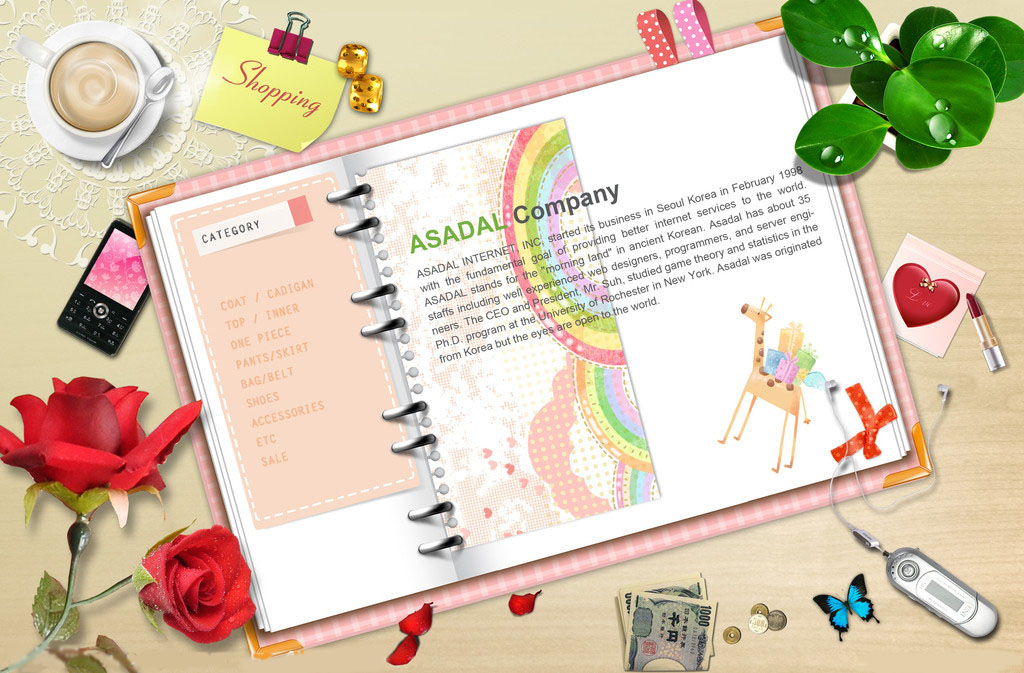 Shopping
CATEGORY
COAT / CADIGAN
TOP / INNER
ONE PIECE
PANTS/SKIRT
BAG/BELT
SHOES
ACCESSORIES
ETC
SALE
ASADAL Company
ASADAL INTERNET, INC, started its business in Seoul Korea in February 1998
with the fundamental goal of providing better internet services to the world.
ASADAL stands for the "morning land" in ancient Korean. Asadal has about 35
staffs including well experienced web designers, programmers, and server engi-
neers. The CEO and President, Mr. Suh, studied game theory and statistics in the
Ph.D. program at the University of Rochester in New York. Asadal was originated
from Korea but the eyes are open to the world.
Love
1000
千円